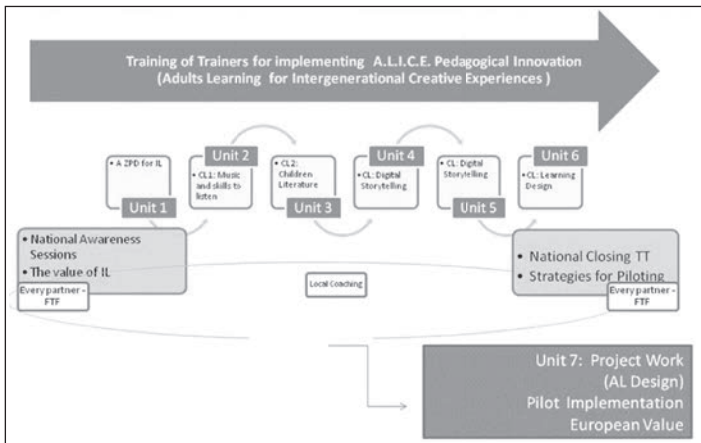 Training of Trainers for implementing A.L.I.C.E. Pedagogical Innovation
(Adults Learning for Intergenerational Creative Experiences )
• A ZPD for IL
Unit 1
Unit 2
• CL1: Music
and skills to
listen
• CL2:
Children
Literature
Unit 3
Unit 4
• CL: Digital
Storytelling
• CL: Digital
Storytelling
Unit 5
Unit 6
• CL: Learning
Design
• National Awareness
Sessions
• The value of IL
Every partner -
FTF
Local Coaching
• National Closing TT
• Strategies for Piloting
Every partner -
FTF
Unit 7: Project Work
(AL Design)
Pilot Implementation
European Value